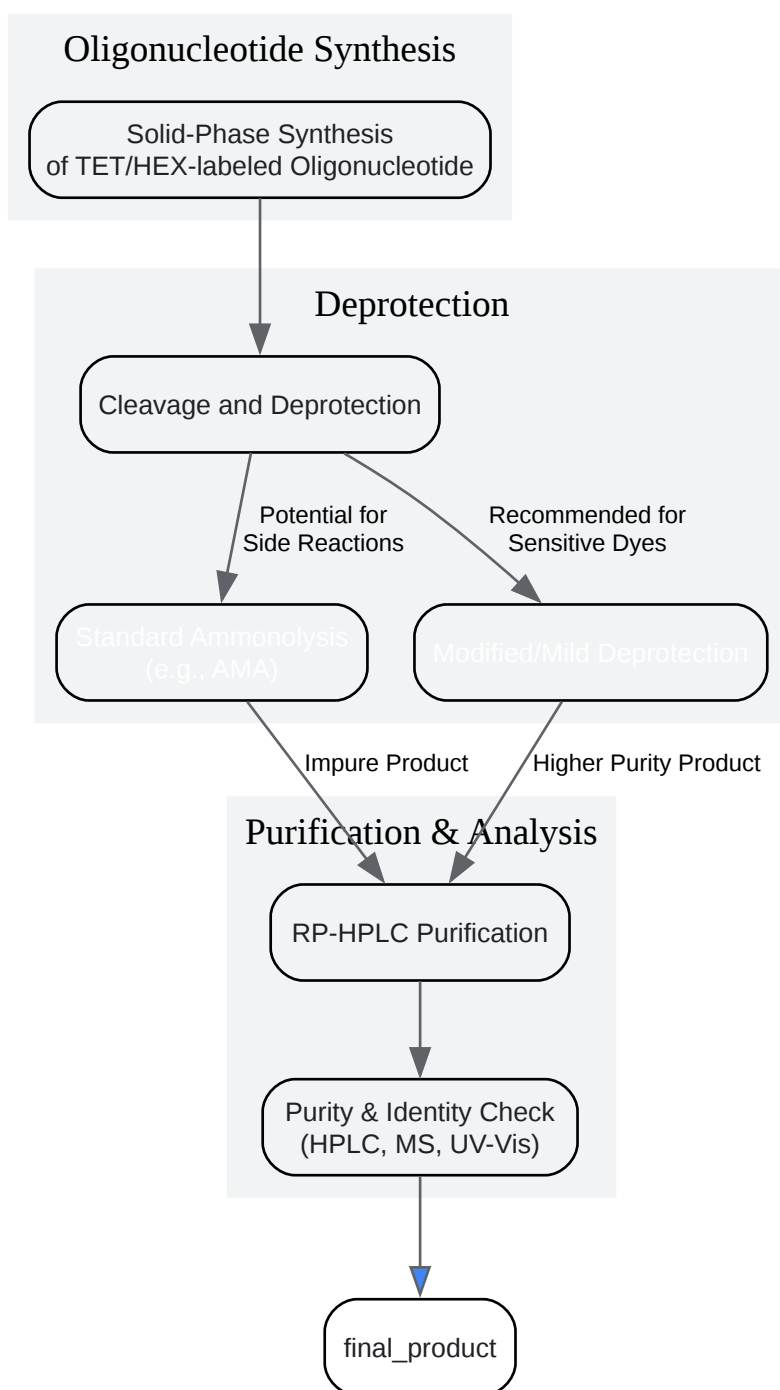 Oligonucleotide Synthesis
Solid-Phase Synthesis
of TET/HEX-labeled Oligonucleotide
Deprotection
Cleavage and Deprotection
Potential for
Side Reactions
Recommended for
Sensitive Dyes
Standard Ammonolysis
(e.g., AMA)
Modified/Mild Deprotection
Impure Product
Higher Purity Product
Purification & Analysis
RP-HPLC Purification
Purity & Identity Check
(HPLC, MS, UV-Vis)
final_product